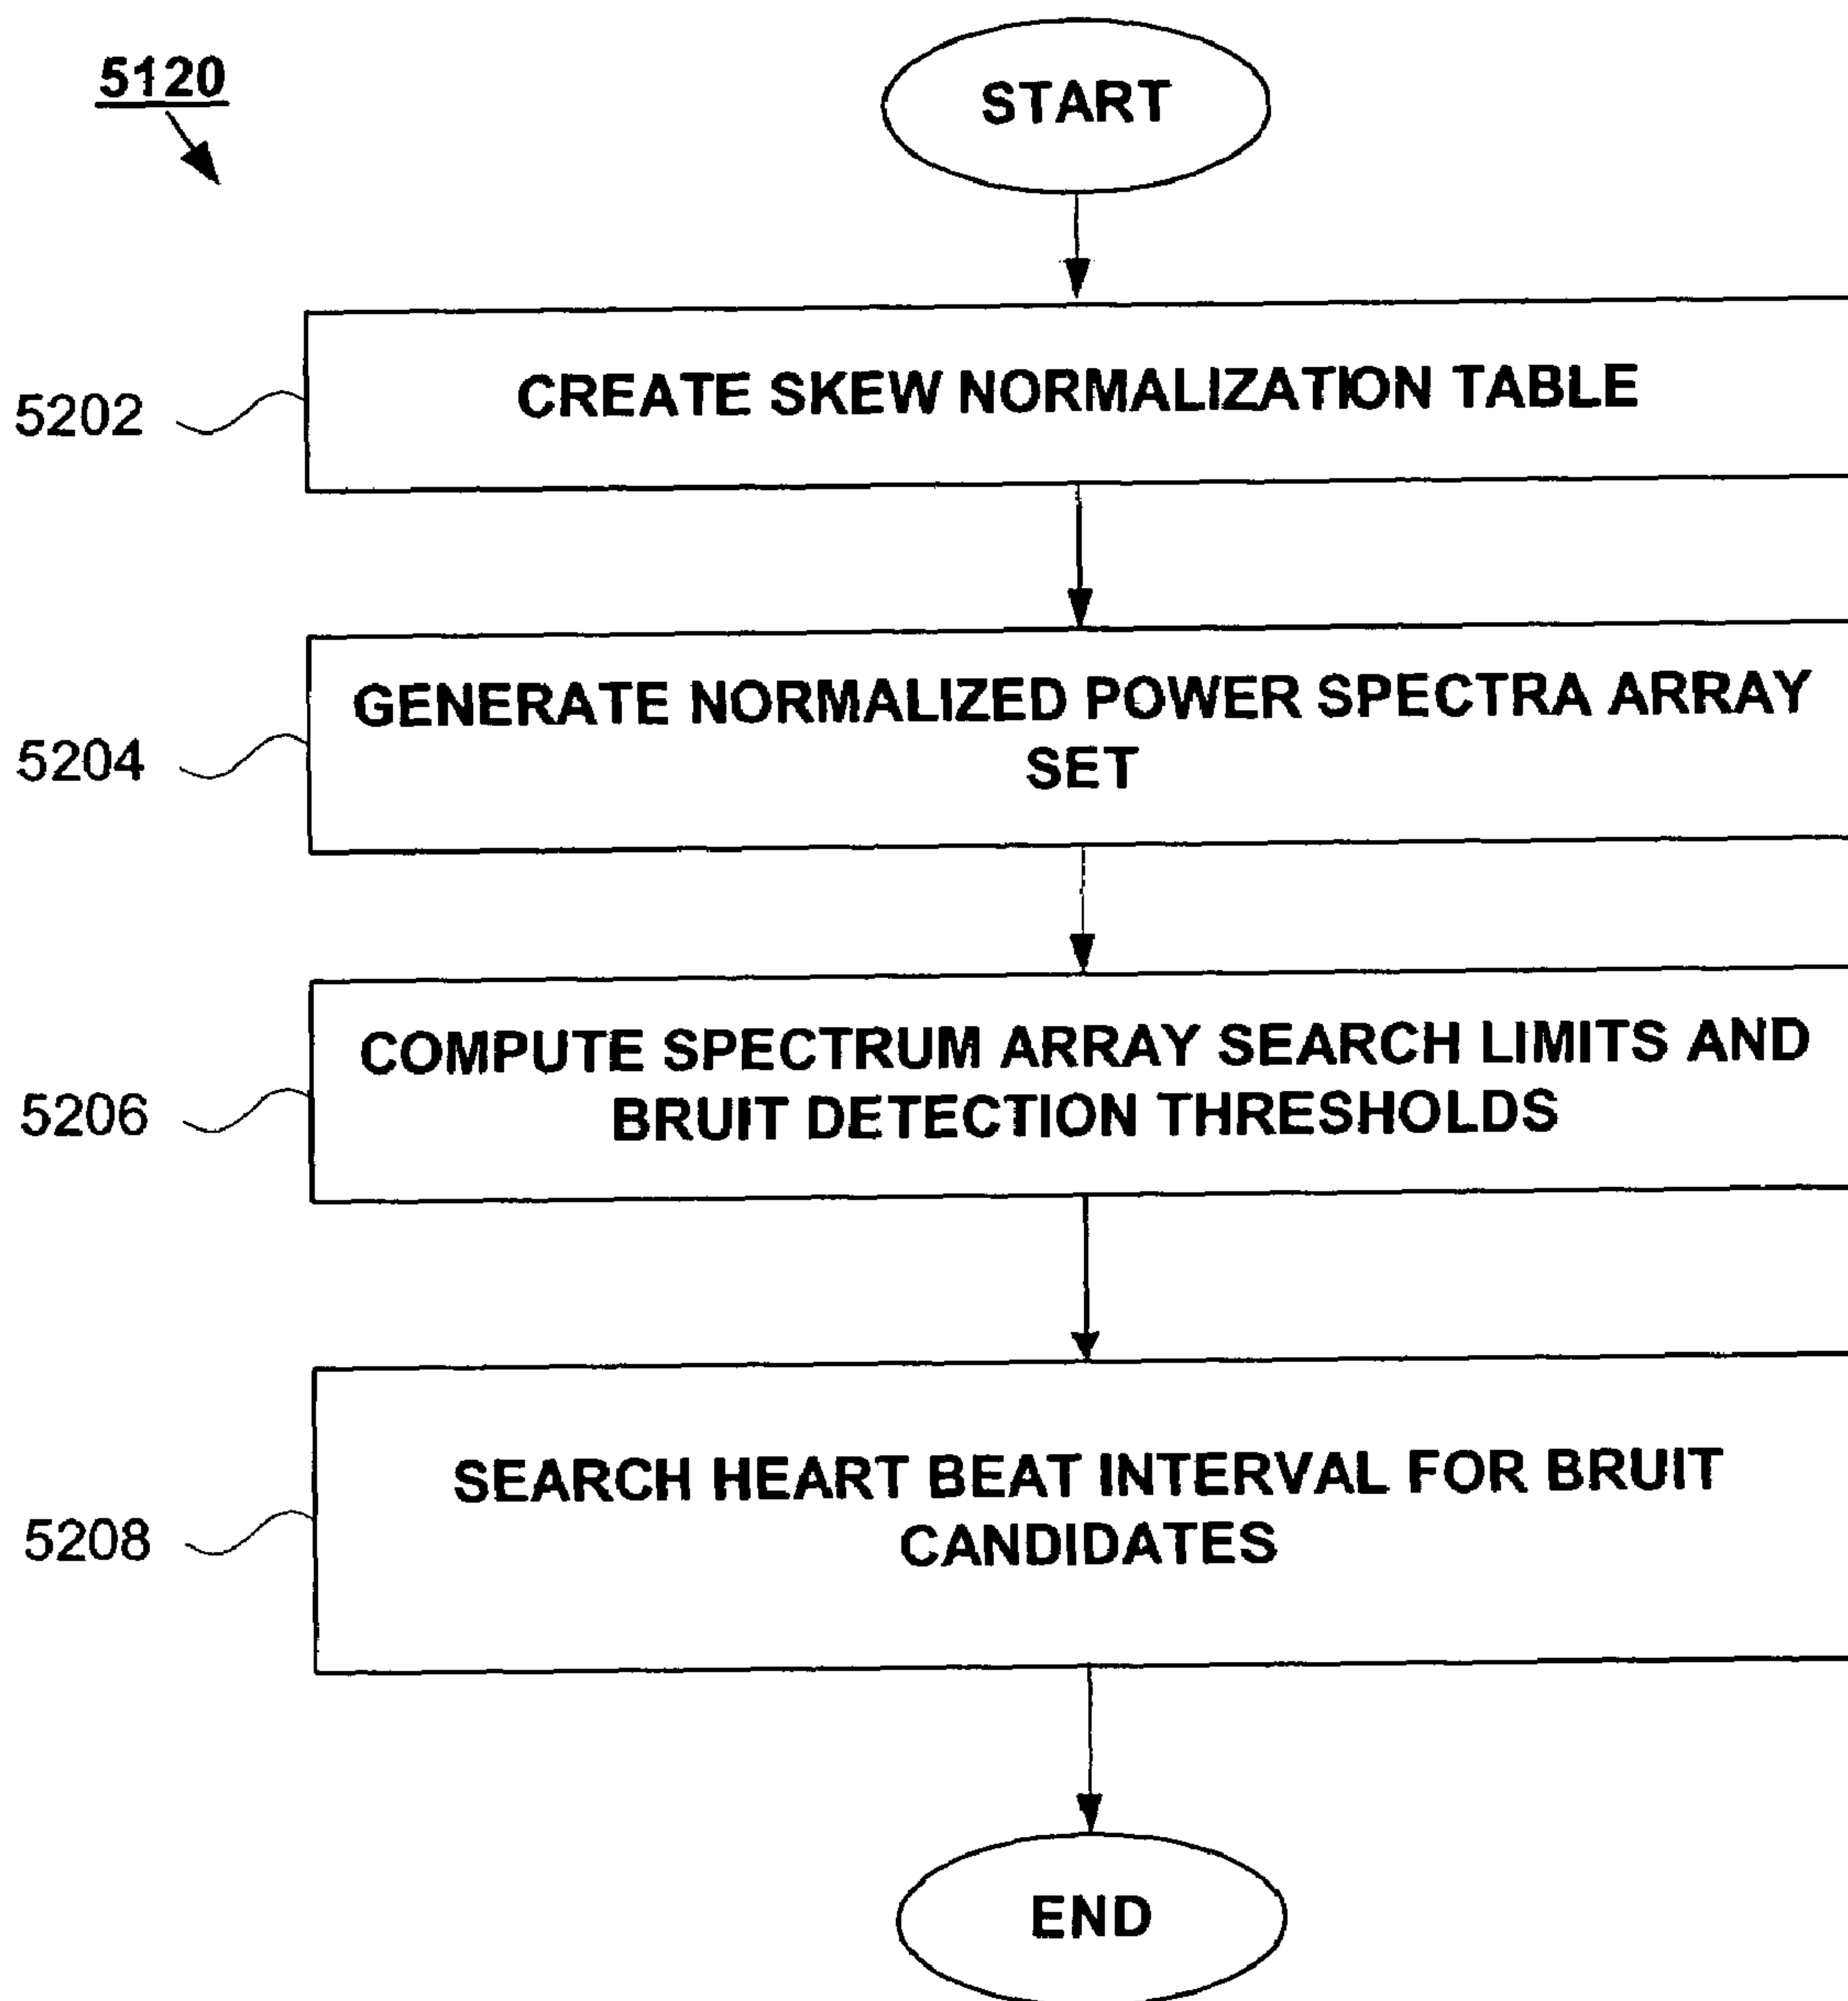 5120
START
CREATE SKEW NORMALIZATION TABLE
5202
GENERATE NORMALIZED POWER SPECTRA ARRAY
SET
5204
COMPUTE SPECTRUM ARRAY SEARCH LIMITS AND
BRUIT DETECTION THRESHOLDS
5206
SEARCH HEART BEAT INTERVAL FOR BRUIT
CANDIDATES
5208
END